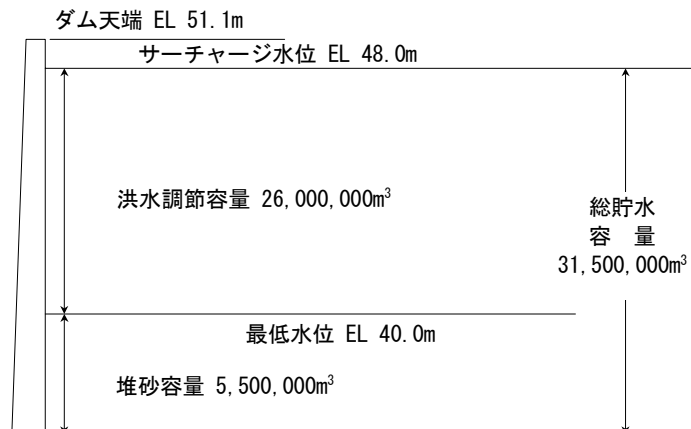 ダム天端 EL 51.1m
サーチャージ水位 EL 48.0m
洪水調節容量 26,000,000m³
総貯水
容　量
31,500,000m³
最低水位 EL 40.0m
堆砂容量 5,500,000m³